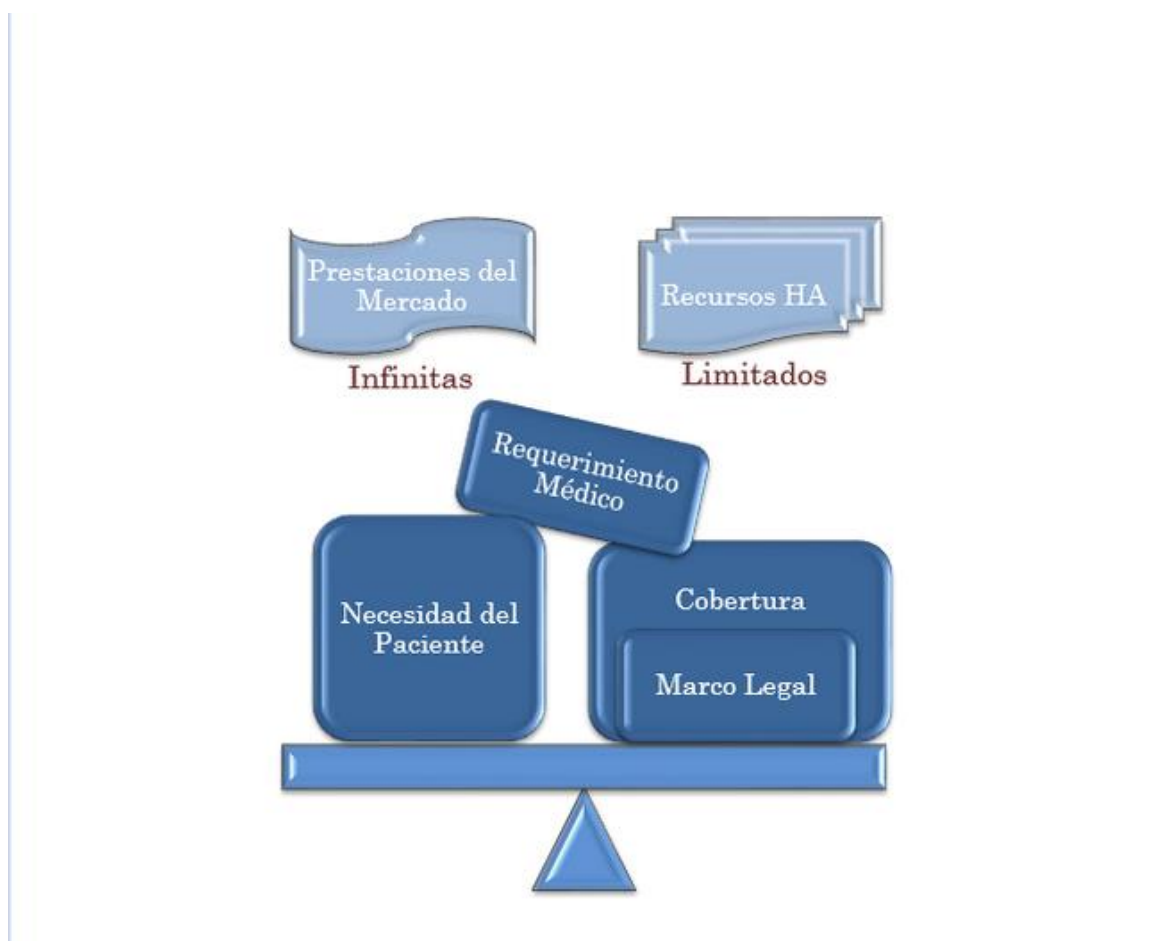 Prestaciones del
Mercado
Recursos HA
Infinitas
Limitados
Requerimiento
Médico
Necesidad del
Paciente
Cobertura
Marco Legal